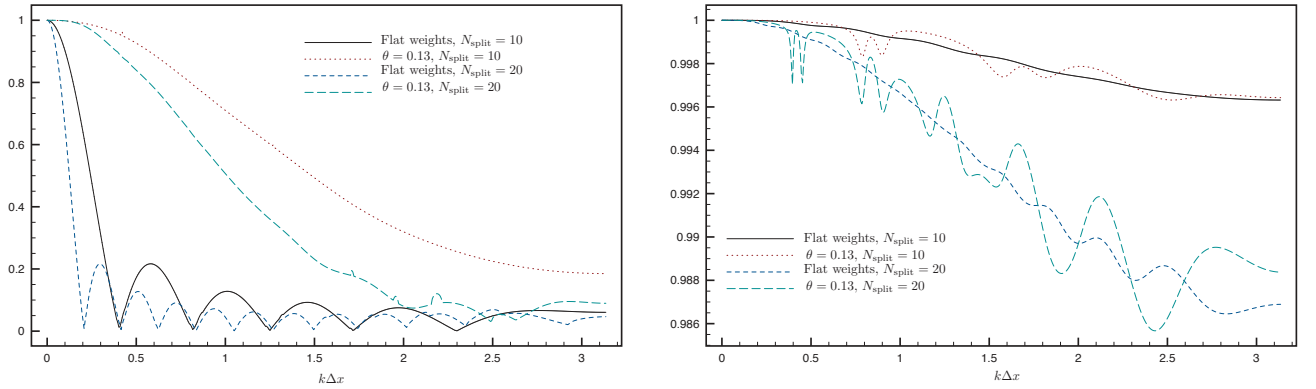 1
0.8
0.6
0.4
0.2
0
0 0.5 1 1.5 2 2.5 3
kΔx
Flat weights, N_split = 10
θ = 0.13, N_split = 10
Flat weights, N_split = 20
θ = 0.13, N_split = 20
1
0.998
0.996
0.994
0.992
0.99
0.988
0.986
0 0.5 1 1.5 2 2.5 3
kΔx
Flat weights, N_split = 10
θ = 0.13, N_split = 10
Flat weights, N_split = 20
θ = 0.13, N_split = 20